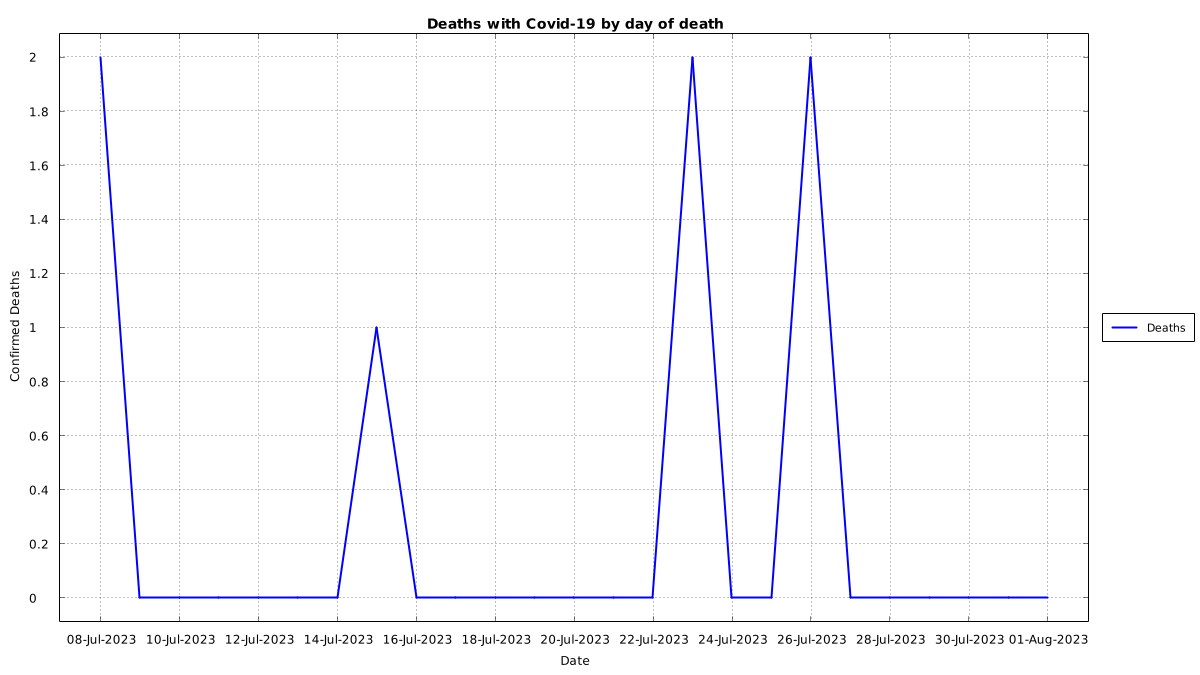 Deaths with Covid-19 by day of death
Confirmed Deaths
2
1.8
1.6
1.4
1.2
1
0.8
0.6
0.4
0.2
0
08-Jul-2023 10-Jul-2023 12-Jul-2023 14-Jul-2023 16-Jul-2023 18-Jul-2023 20-Jul-2023 22-Jul-2023 24-Jul-2023 26-Jul-2023 28-Jul-2023 30-Jul-2023 01-Aug-2023
Date
Deaths